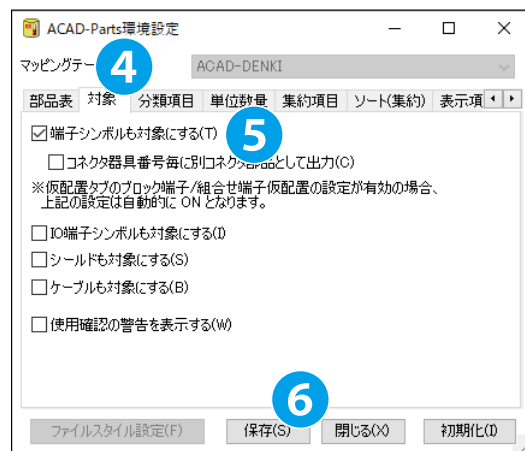 ACAD-Parts環境設定
マッピングテー 4 ACAD-DENKI
部品表 対象 分類項目 単位数量 集約項目 ソート(集約) 表示項
端子シンボルも対象にする(T) 5
コネクタ器具番号毎に別コネクタ部品として出力(C)
※仮配置タブのブロック端子/組合せ端子仮配置の設定が有効の場合、
上記の設定は自動的に ON となります。
IO端子シンボルも対象にする(I)
シールドも対象にする(S)
ケーブルも対象にする(B)
使用確認の警告を表示する(W)
6
ファイルスタイル設定(F) 保存(S) 閉じる(X) 初期化(I)